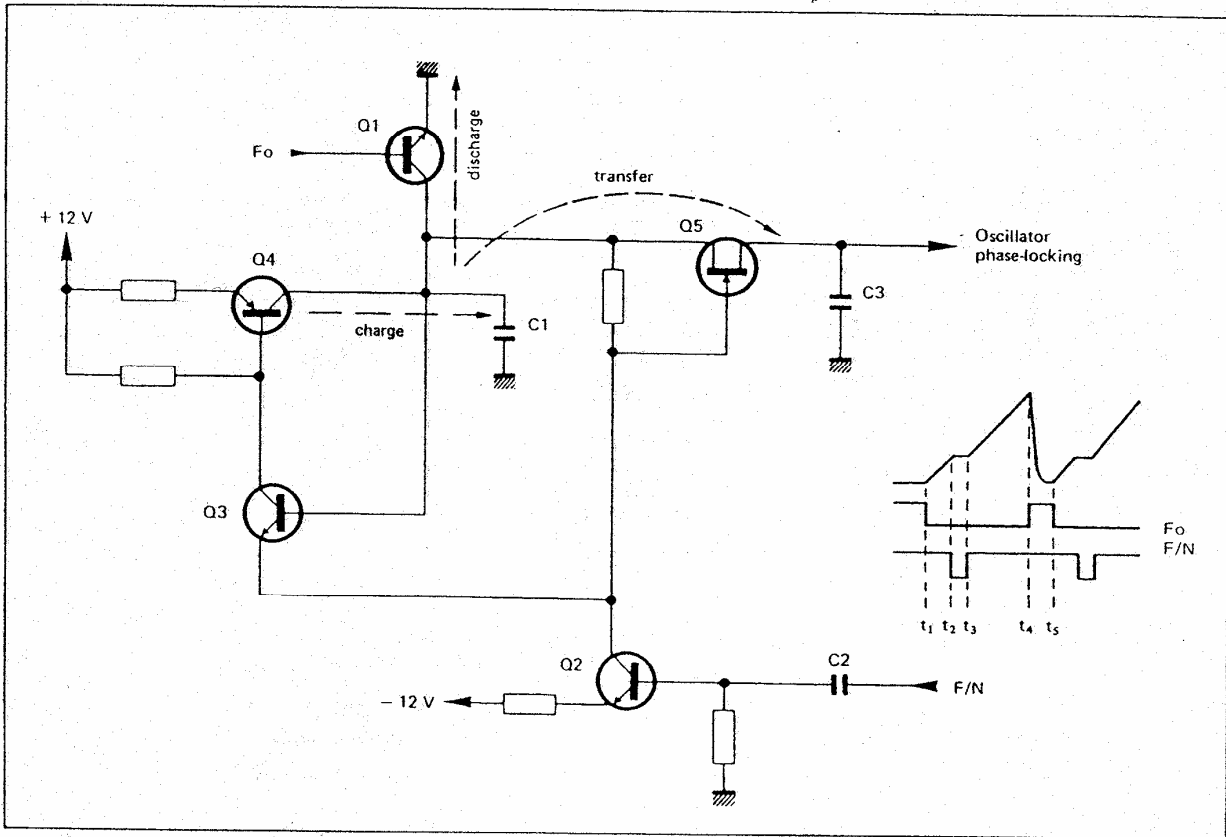 Q1
Fo
discharge
transfer
+ 12 V
Q4
Q5
Oscillator
phase-locking
charge
C1
C3
Q3
Fo
F/N
t1 t2 t3 t4 t5
Q2
C2
− 12 V
F/N